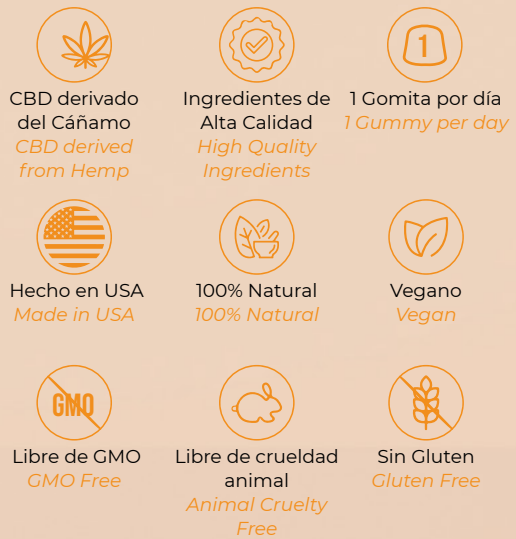 1
CBD derivado
del Cáñamo
CBD derived
from Hemp
Ingredientes de
Alta Calidad
High Quality
Ingredients
1 Gomita por día
1 Gummy per day
Hecho en USA
Made in USA
100% Natural
100% Natural
Vegano
Vegan
GMO
Libre de GMO
GMO Free
Libre de crueldad
animal
Animal Cruelty
Free
Sin Gluten
Gluten Free